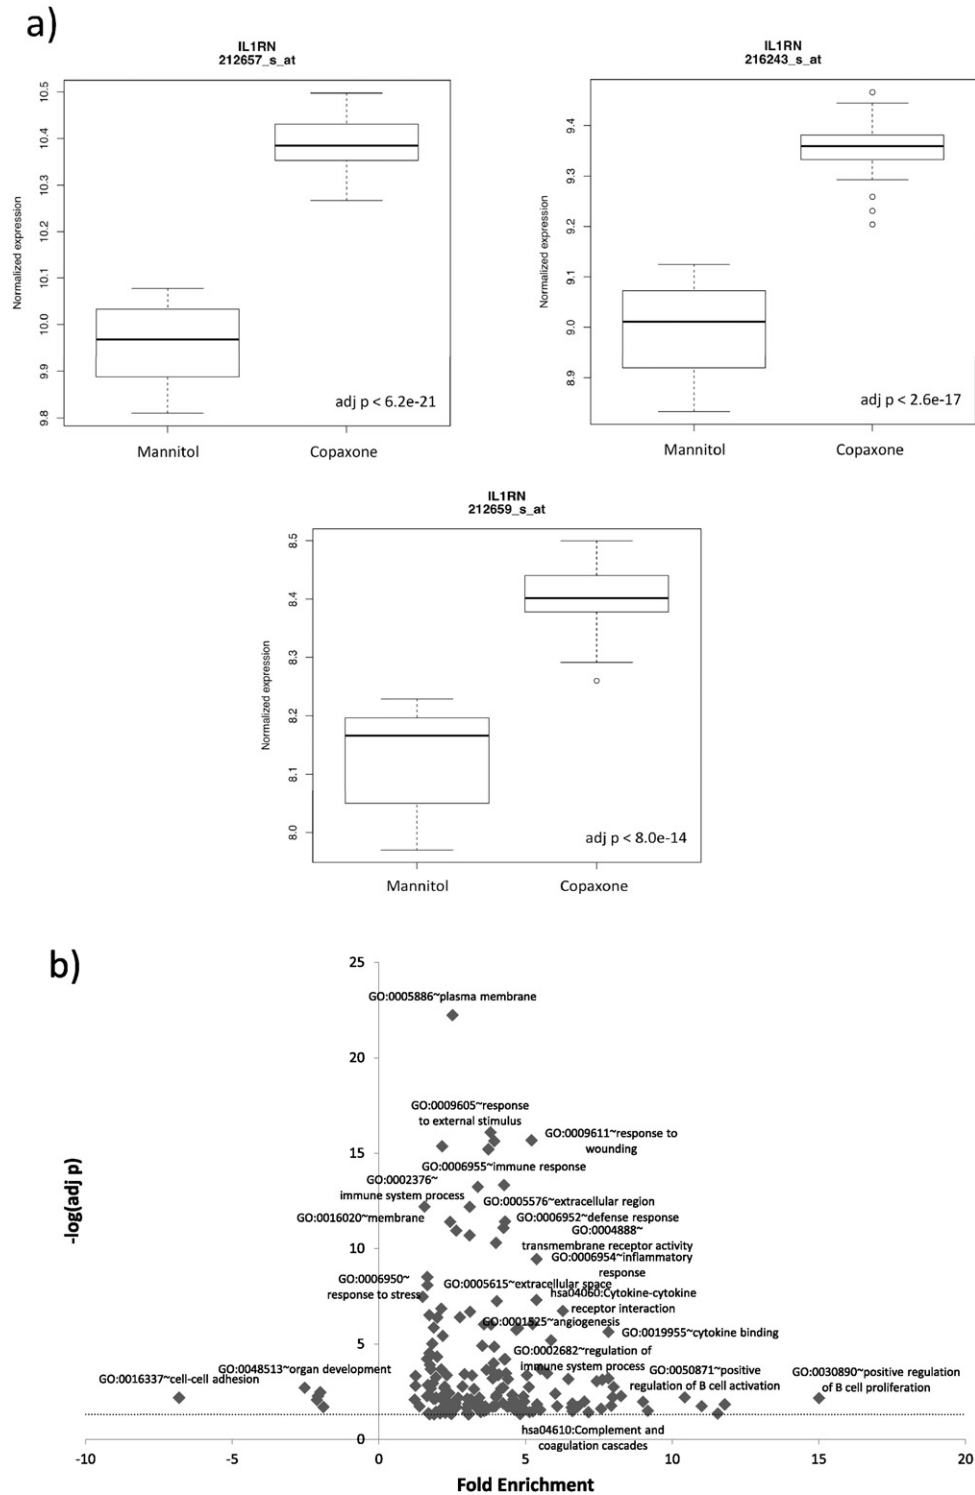 a)
IL1RN
212657_s_at
Normalized expression
10.5
10.4
10.3
10.2
10.1
10.0
9.9
9.8
adj p < 6.2e-21
Mannitol
Copaxone
IL1RN
216243_s_at
Normalized expression
9.4
9.3
9.2
9.1
9.0
8.9
adj p < 2.6e-17
Mannitol
Copaxone
IL1RN
212659_s_at
Normalized expression
8.5
8.4
8.3
8.2
8.1
8.0
adj p < 8.0e-14
Mannitol
Copaxone
b)
-log(adj p)
25
20
15
10
5
0
GO:0005886~plasma membrane
GO:0009605~response
to external stimulus
GO:0009611~response to
wounding
GO:0006955~immune response
GO:0002376~
immune system process
GO:0005576~extracellular region
GO:0016020~membrane
GO:0006952~defense response
GO:0004888~
transmembrane receptor activity
GO:0006954~inflammatory
response
GO:0006950~
response to stress
GO:0005615~extracellular space
hsa04060:Cytokine-cytokine
receptor interaction
GO:0001525~angiogenesis
GO:0019955~cytokine binding
GO:0002682~regulation of
immune system process
GO:0048513~organ development
GO:0016337~cell-cell adhesion
GO:0050871~positive
regulation of B cell activation
GO:0030890~positive regulation
of B cell proliferation
hsa04610:Complement and
coagulation cascades
-10
-5
0
5
10
15
20
Fold Enrichment